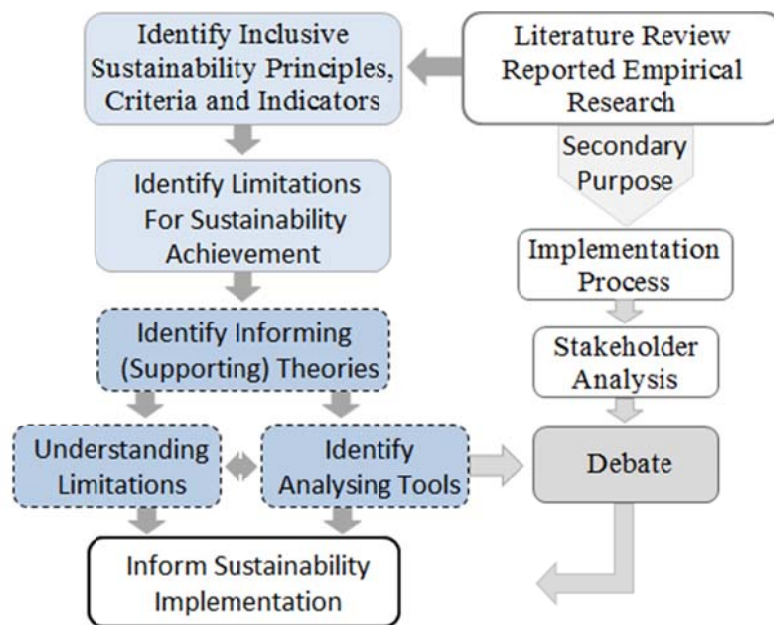 Identify Inclusive
Sustainability Principles,
Criteria and Indicators
Literature Review
Reported Empirical
Research
Secondary
Purpose
Identify Limitations
For Sustainability
Achievement
Implementation
Process
Identify Informing
(Supporting) Theories
Stakeholder
Analysis
Understanding
Limitations
Identify
Analysing Tools
Debate
Inform Sustainability
Implementation